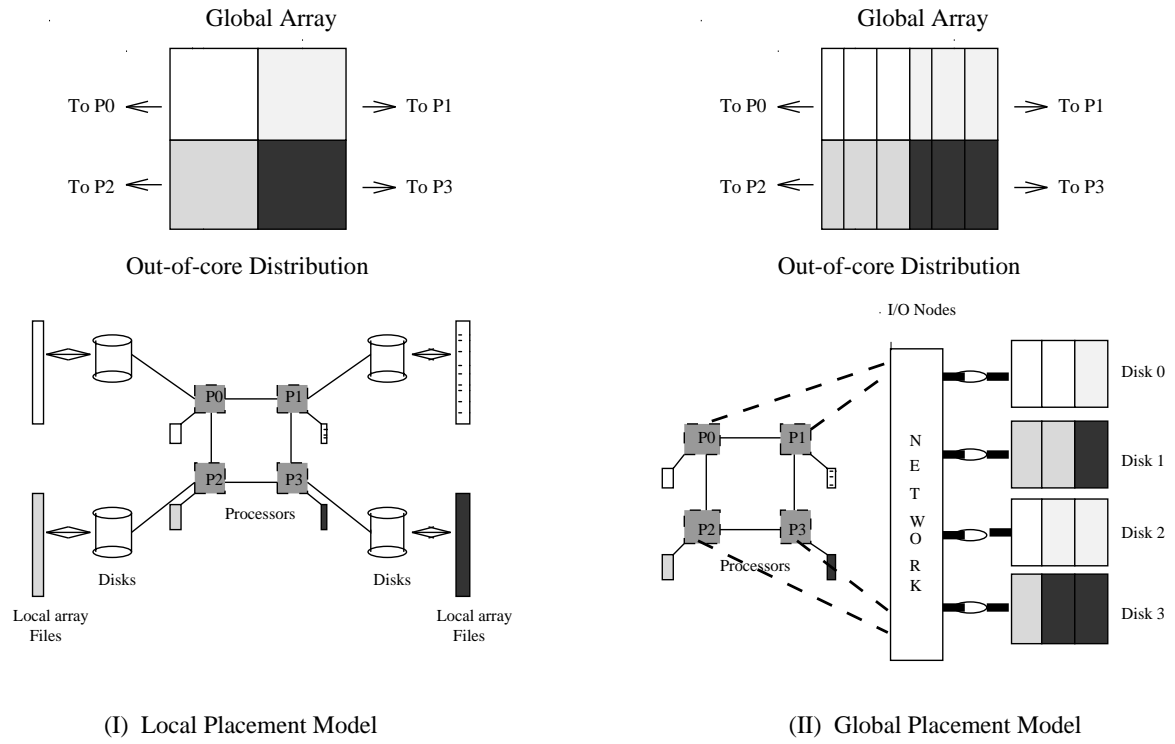 Global Array
To P0
To P1
To P2
To P3
Out-of-core Distribution
P0
P1
P2
P3
Processors
Disks
Disks
Local array
Files
Local array
Files
(I) Local Placement Model
Global Array
To P0
To P1
To P2
To P3
Out-of-core Distribution
I/O Nodes
P0
P1
P2
P3
Processors
NETWORK
Disk 0
Disk 1
Disk 2
Disk 3
(II) Global Placement Model